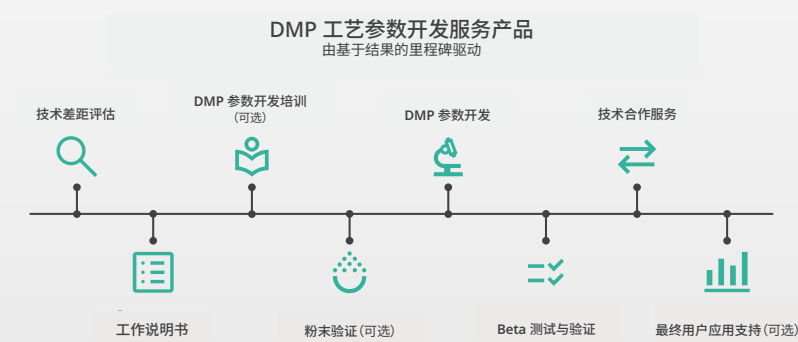 DMP 工艺参数开发服务产品
由基于结果的里程碑驱动
技术差距评估
DMP 参数开发培训
（可选）
DMP 参数开发
技术合作服务
工作说明书
粉末验证（可选）
Beta 测试与验证
最终用户应用支持（可选）